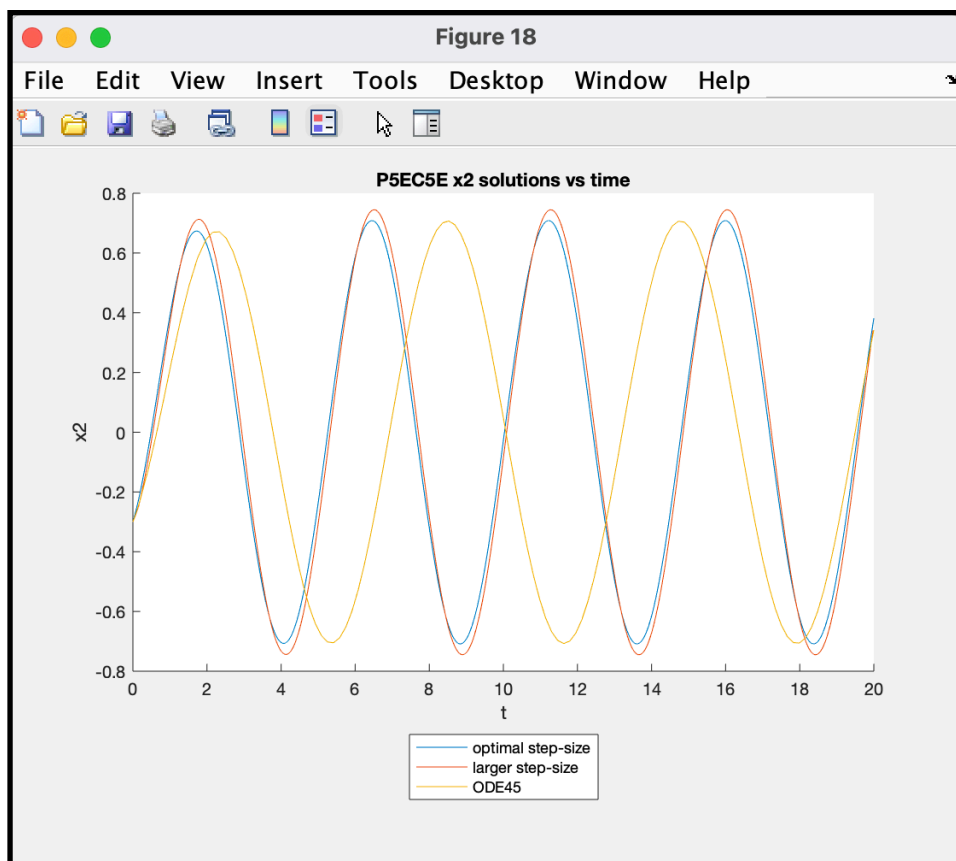 Figure 18
File Edit View Insert Tools Desktop Window Help
P5EC5E x2 solutions vs time
0.8
0.6
0.4
0.2
0
-0.2
-0.4
-0.6
-0.8
x2
0 2 4 6 8 10 12 14 16 18 20
t
optimal step-size
larger step-size
ODE45